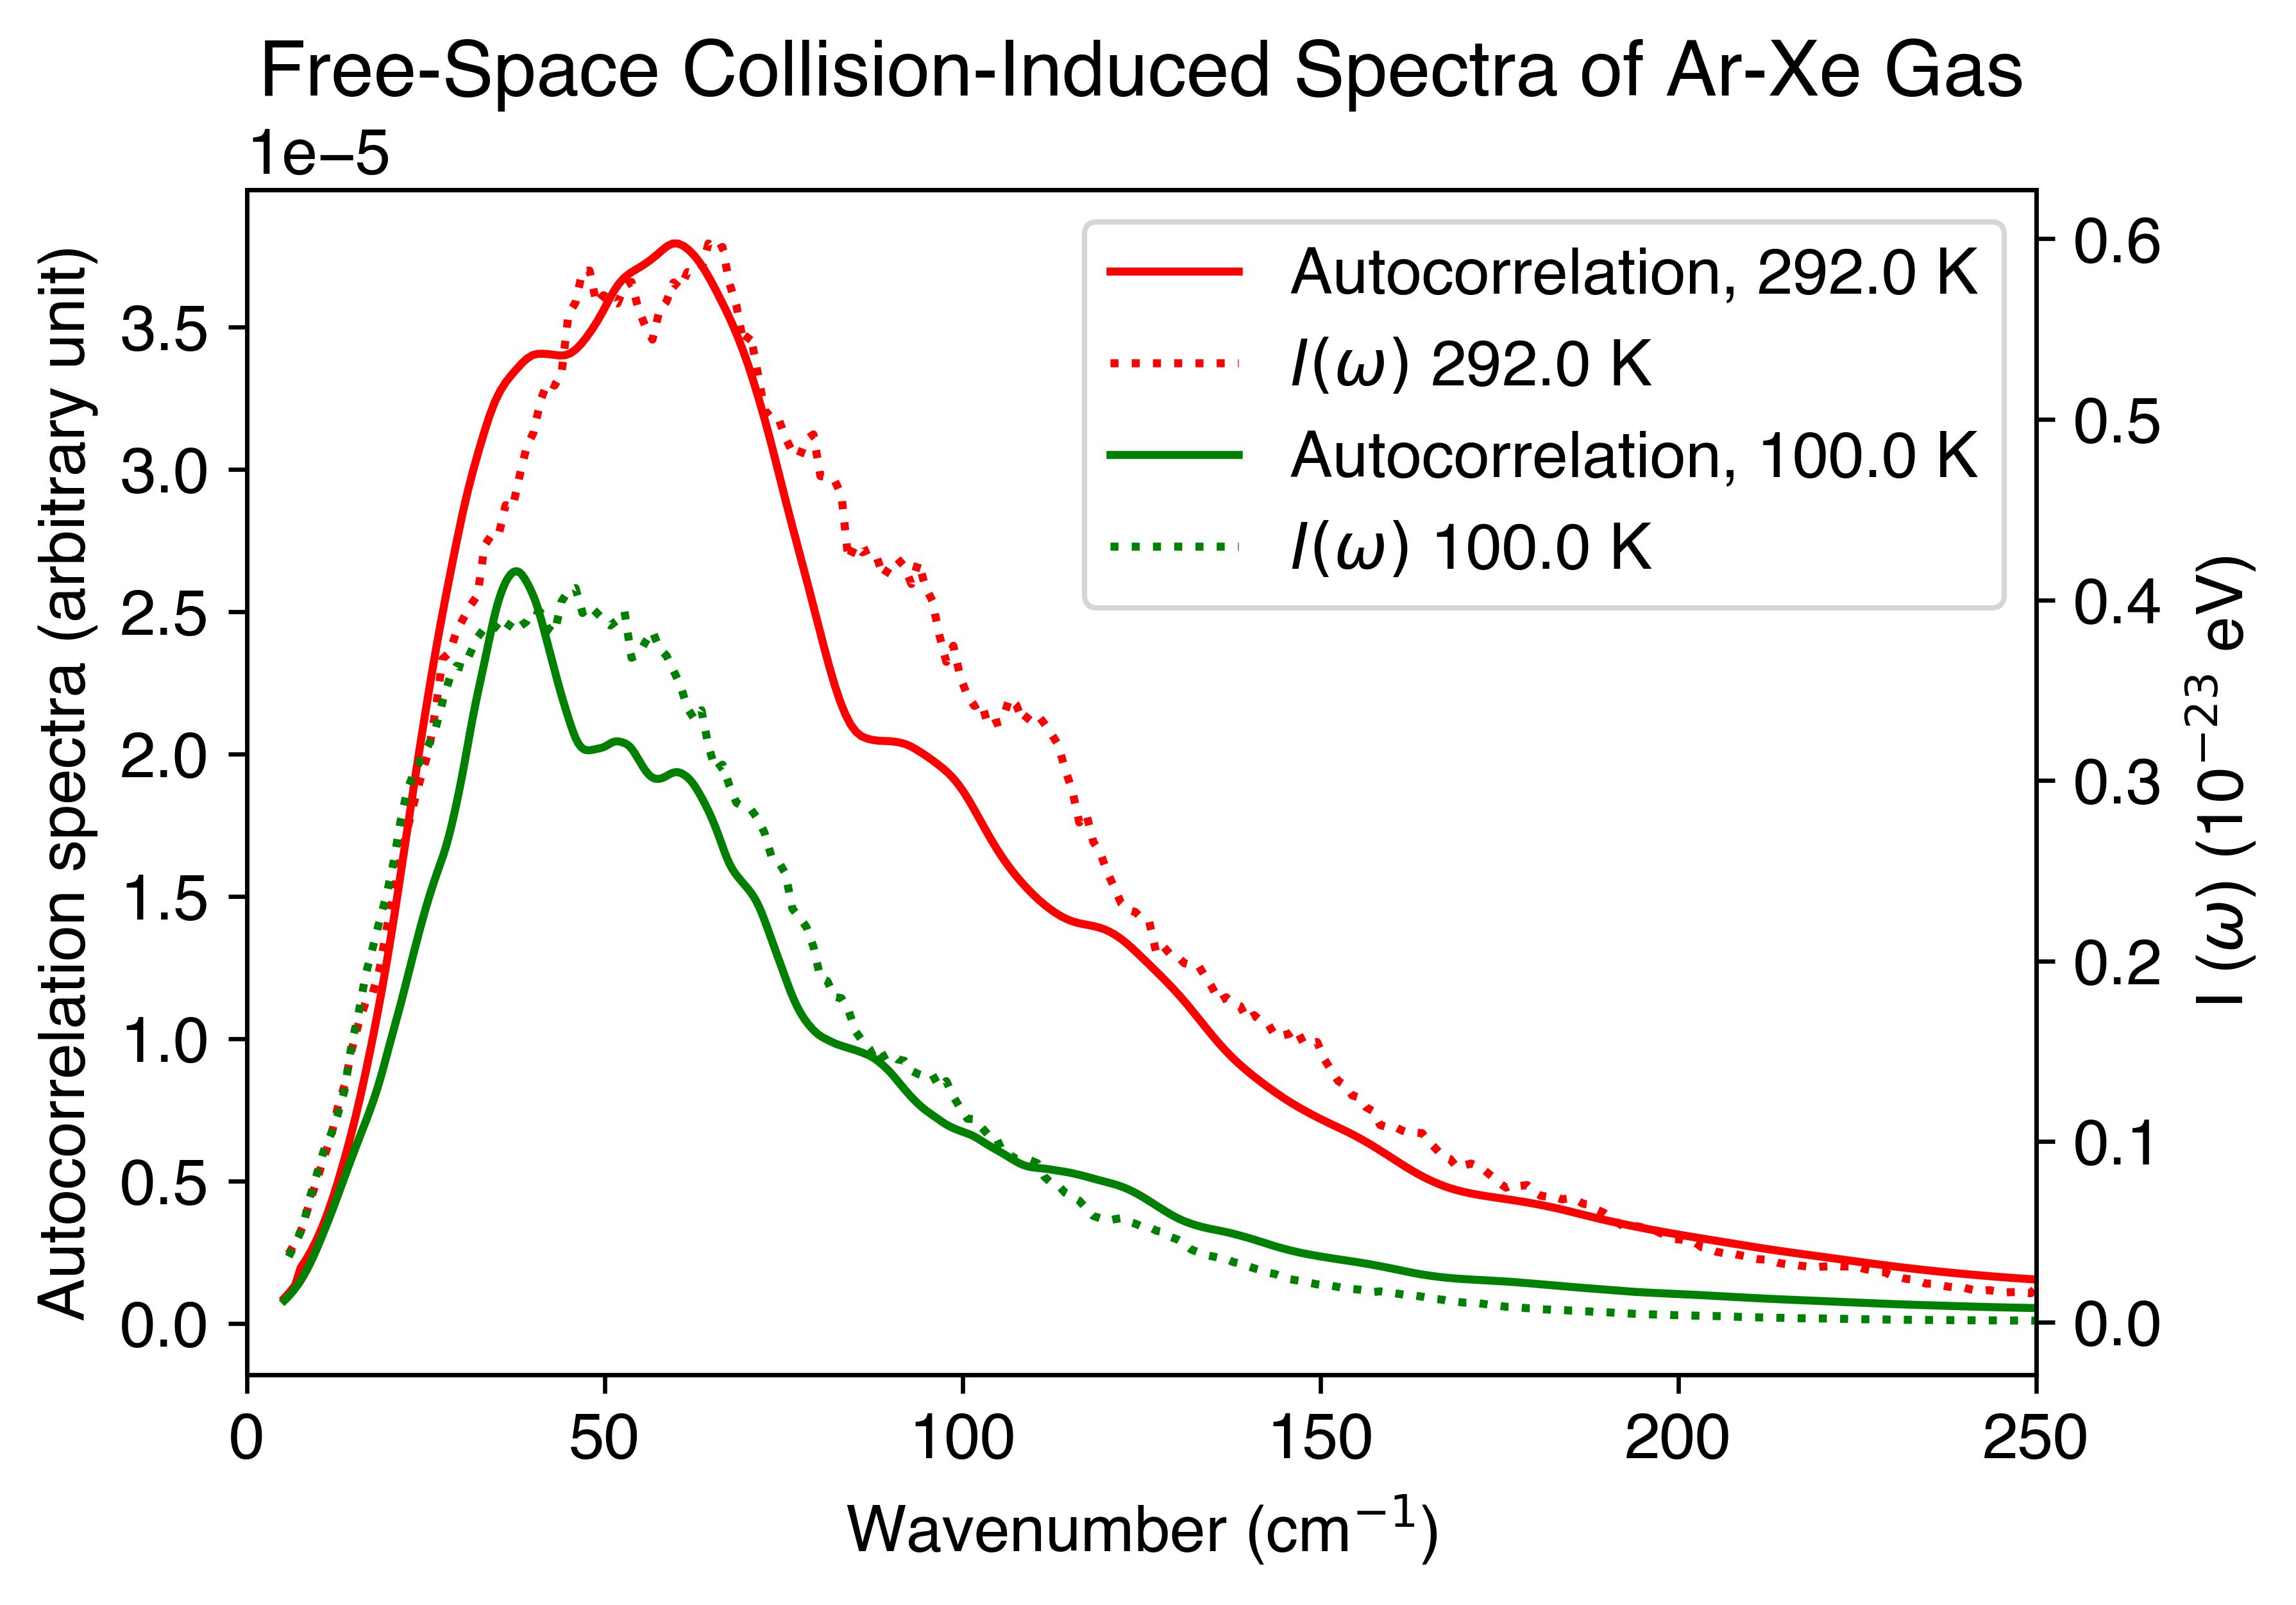 Free-Space Collision-Induced Spectra of Ar-Xe Gas
1e−5
Autocorrelation spectra (arbitrary unit)
3.5
3.0
2.5
2.0
1.5
1.0
0.5
0.0
Autocorrelation, 292.0 K
I(ω) 292.0 K
Autocorrelation, 100.0 K
I(ω) 100.0 K
0.6
0.5
0.4
0.3
0.2
0.1
0.0
I (ω) (10⁻²³ eV)
0 50 100 150 200 250
Wavenumber (cm⁻¹)